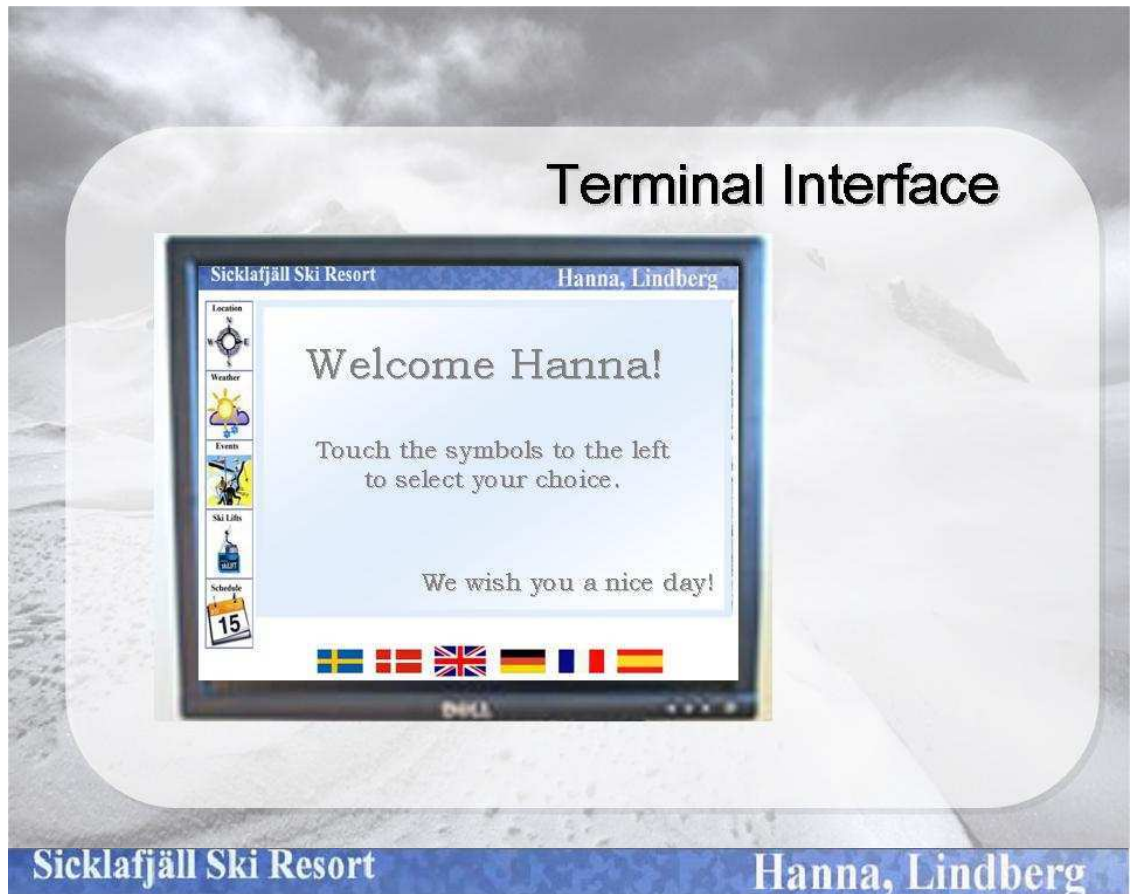 Terminal Interface
Sicklafjäll Ski Resort
Hanna, Lindberg
Location
N
W
E
S
Welcome Hanna!
Weather
Touch the symbols to the left
to select your choice.
Events
Ski Lifts
We wish you a nice day!
Schedule
15
DELL
Sicklafjäll Ski Resort
Hanna, Lindberg